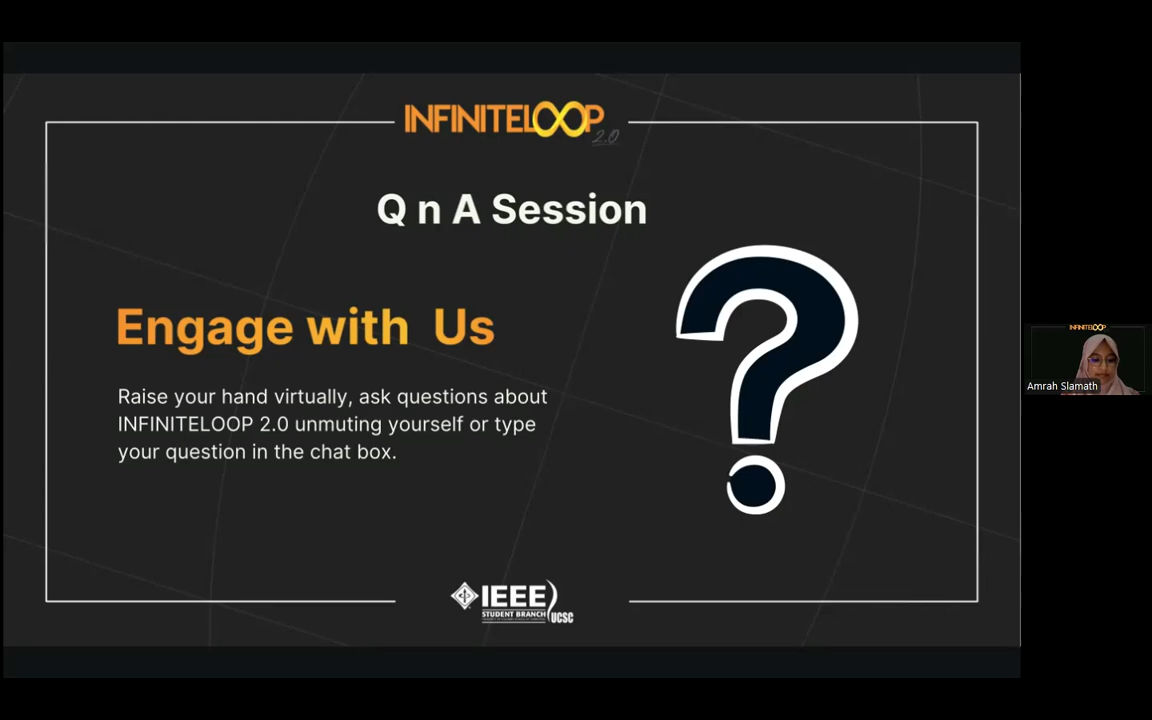 INFINITELOOP
2.0
Q n A Session
Engage with Us
Raise your hand virtually, ask questions about
INFINITELOOP 2.0 unmuting yourself or type
your question in the chat box.
INFINITELOOP
Amrah Slamath
IEEE
STUDENT BRANCH
UCSC